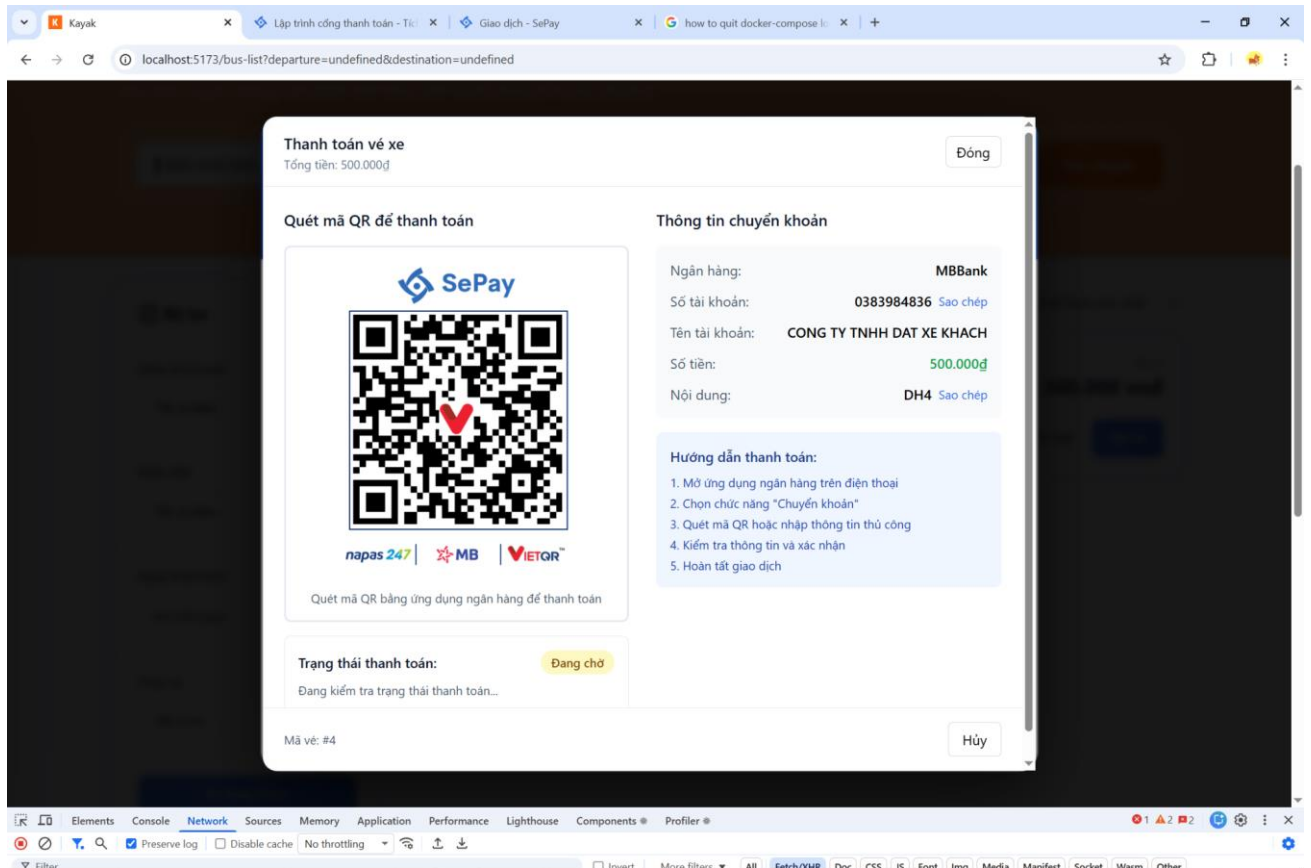 Kayak
Lập trình cổng thanh toán - Tíc
Giao dịch - SePay
how to quit docker-compose lo
localhost:5173/bus-list?departure=undefined&destination=undefined
Thanh toán vé xe
Tổng tiền: 500.000₫
Đóng
Quét mã QR để thanh toán
SePay
napas 247 MB VIETQR™
Quét mã QR bằng ứng dụng ngân hàng để thanh toán
Trạng thái thanh toán: Đang chờ
Đang kiểm tra trạng thái thanh toán...
Thông tin chuyển khoản
Ngân hàng: MBBank
Số tài khoản: 0383984836 Sao chép
Tên tài khoản: CONG TY TNHH DAT XE KHACH
Số tiền: 500.000₫
Nội dung: DH4 Sao chép
Hướng dẫn thanh toán:
1. Mở ứng dụng ngân hàng trên điện thoại
2. Chọn chức năng "Chuyển khoản"
3. Quét mã QR hoặc nhập thông tin thủ công
4. Kiểm tra thông tin và xác nhận
5. Hoàn tất giao dịch
Mã vé: #4
Hủy
Elements Console Network Sources Memory Application Performance Lighthouse Components Profiler 1 2 2
Preserve log Disable cache No throttling
Filter Invert More filters All Fetch/XHR Doc CSS JS Font Img Media Manifest Socket Wasm Other